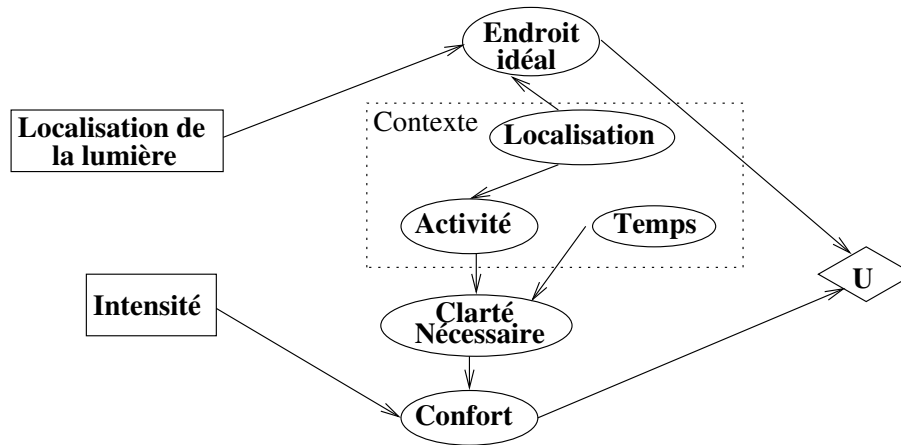 Endroit
idéal
Contexte
Localisation de
la lumière
Localisation
Activité
Temps
U
Intensité
Clarté
Nécessaire
Confort